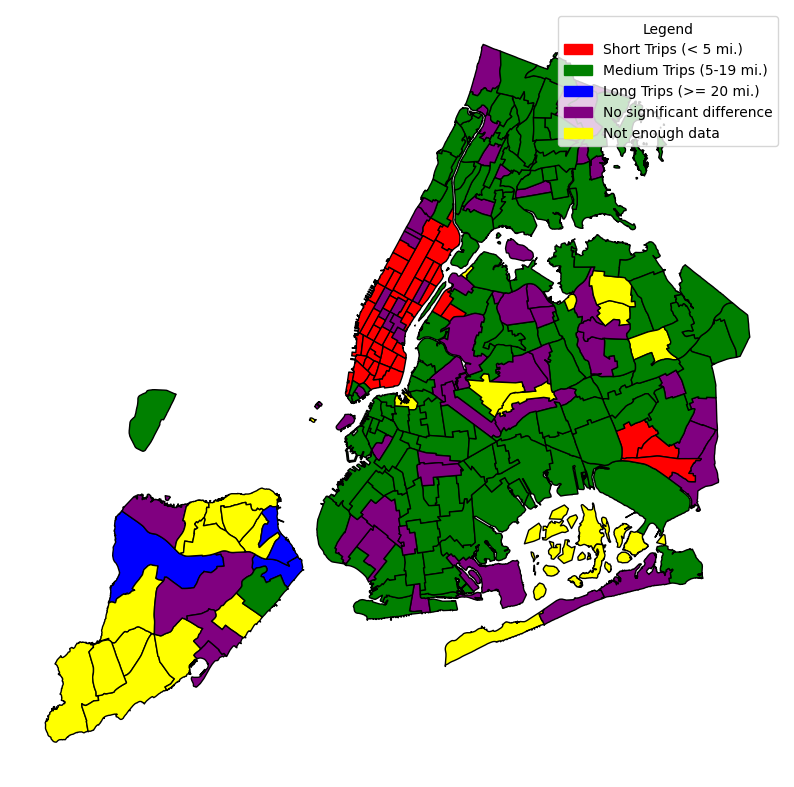 Legend
Short Trips (< 5 mi.)
Medium Trips (5-19 mi.)
Long Trips (>= 20 mi.)
No significant difference
Not enough data